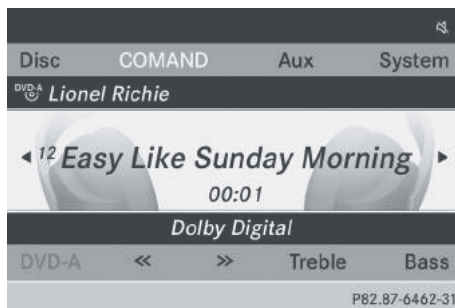 Disc COMAND Aux System
DVD-A Lionel Richie
12 Easy Like Sunday Morning
00:01
Dolby Digital
DVD-A << >> Treble Bass
P82.87-6462-31